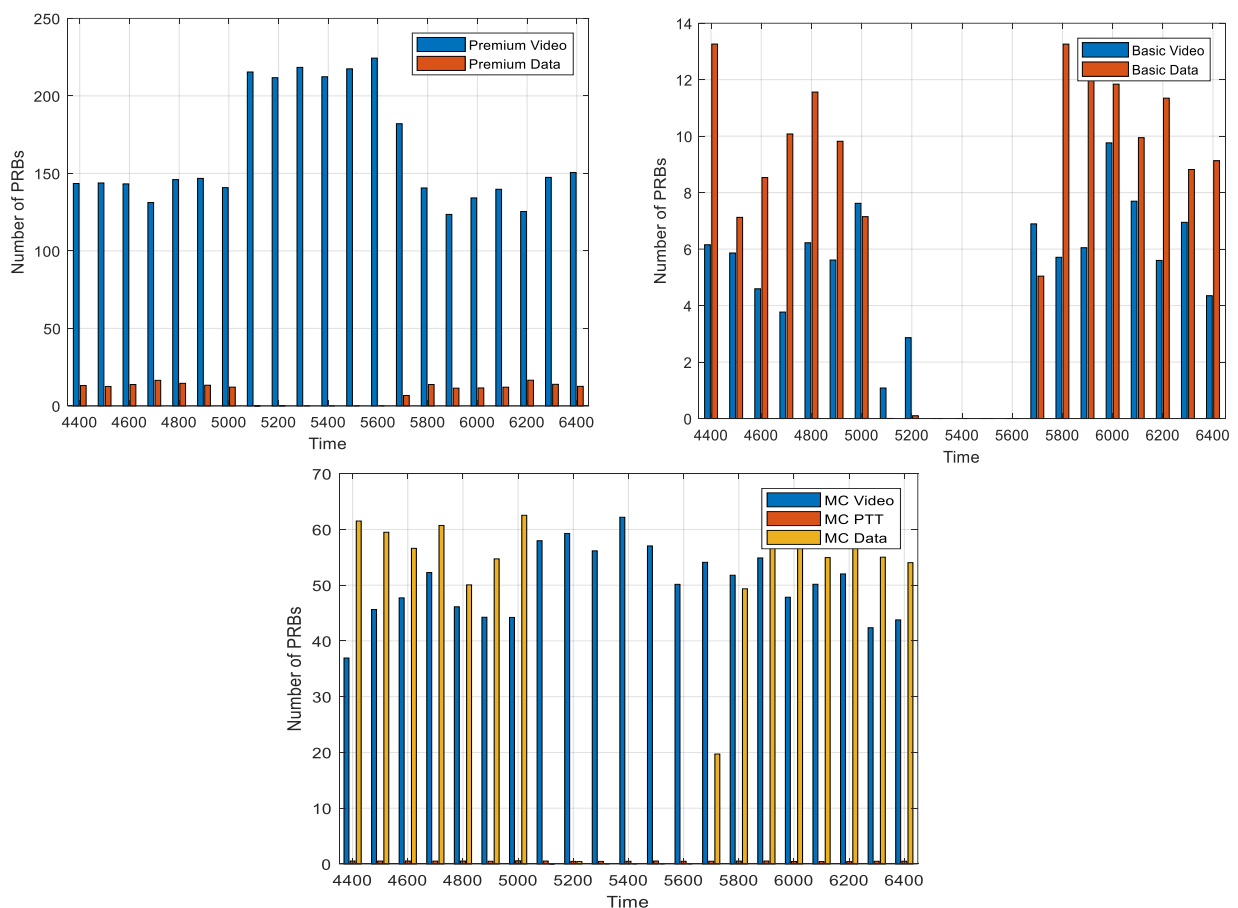 250
200
150
100
50
0
Number of PRBs
Premium Video
Premium Data
4400 4600 4800 5000 5200 5400 5600 5800 6000 6200 6400
Time
14
12
10
8
6
4
2
0
Number of PRBs
Basic Video
Basic Data
4400 4600 4800 5000 5200 5400 5600 5800 6000 6200 6400
Time
70
60
50
40
30
20
10
0
Number of PRBs
MC Video
MC PTT
MC Data
4400 4600 4800 5000 5200 5400 5600 5800 6000 6200 6400
Time